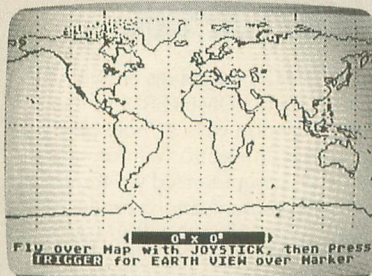 0° x 0°
Fly over Map with JOYSTICK, then Press
TRIGGER for EARTH VIEW over Marker